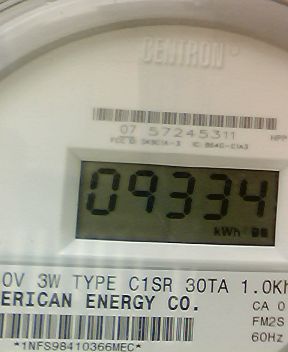 CENTRON®
07 57245311
09334
kWh
0V 3W TYPE C1SR 30TA 1.0Kh
ERICAN ENERGY CO.
CA 0
FM2S
60Hz
*1NFS98410366MEC*